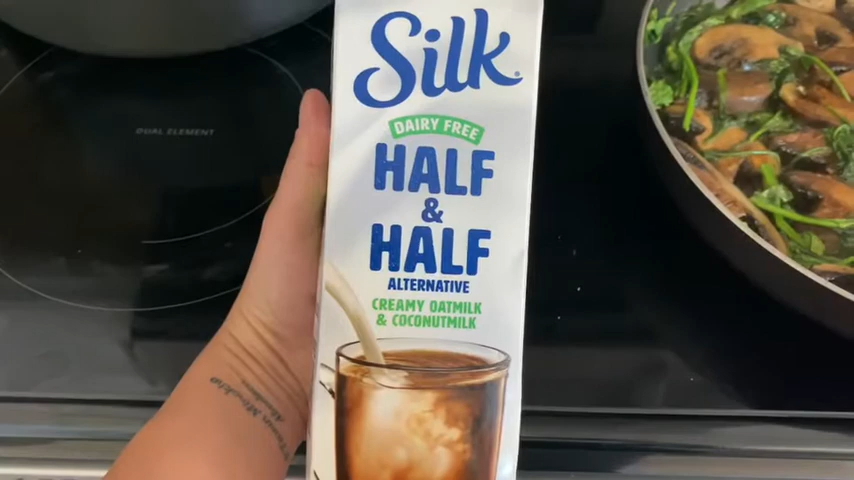 Silk
DAIRY FREE
HALF
&
HALF
ALTERNATIVE
CREAMY OATMILK
& COCONUTMILK
DUAL ELEMENT